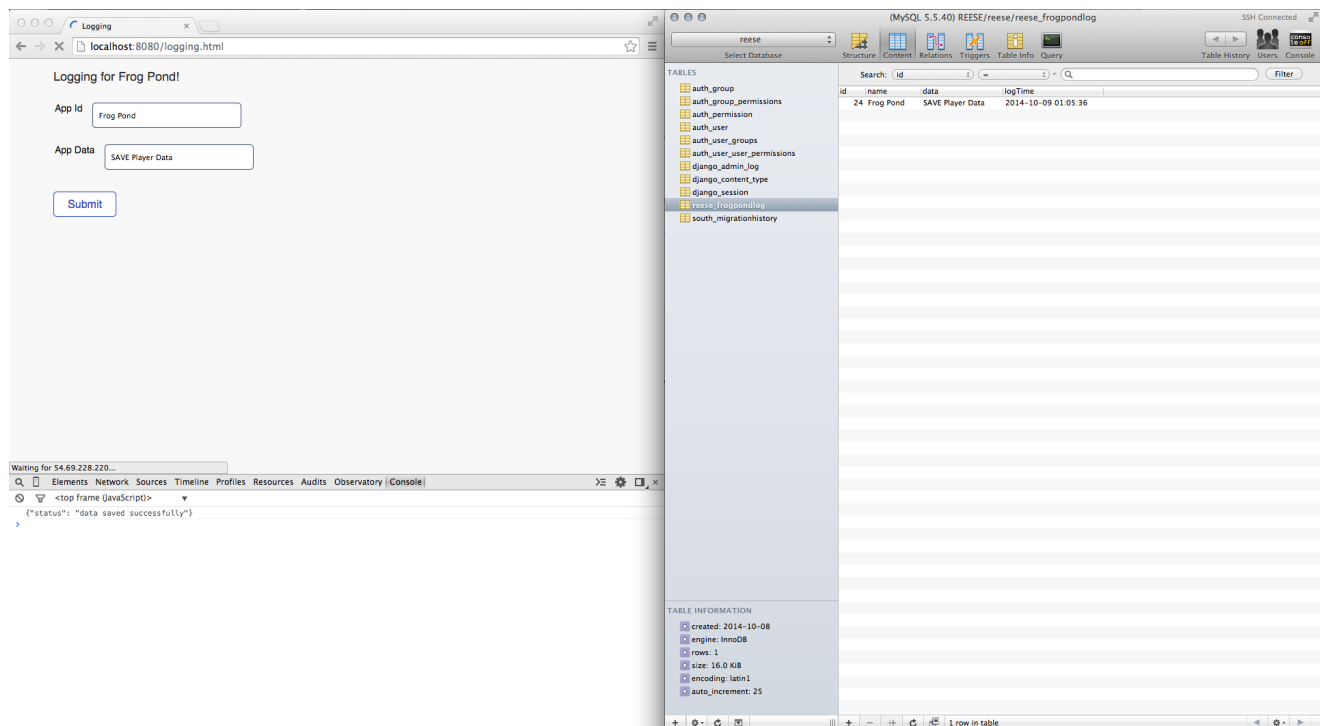 Logging
localhost:8080/logging.html
Logging for Frog Pond!
App Id
Frog Pond
App Data
SAVE Player Data
Submit
Waiting for 54.69.228.220...
Elements Network Sources Timeline Profiles Resources Audits Observatory Console
<top frame (JavaScript)>
{"status": "data saved successfully"}
(MySQL 5.5.40) REESE/reese/reese_frogpondlog
SSH Connected
reese
Select Database
Structure Content Relations Triggers Table Info Query
Table History Users Console
conso
le off
TABLES
auth_group
auth_group_permissions
auth_permission
auth_user
auth_user_groups
auth_user_user_permissions
django_admin_log
django_content_type
django_session
reese_frogpondlog
south_migrationhistory
Search: id = Filter
id name data logTime
24 Frog Pond SAVE Player Data 2014-10-09 01:05:36
TABLE INFORMATION
created: 2014-10-08
engine: InnoDB
rows: 1
size: 16.0 KiB
encoding: latin1
auto_increment: 25
1 row in table